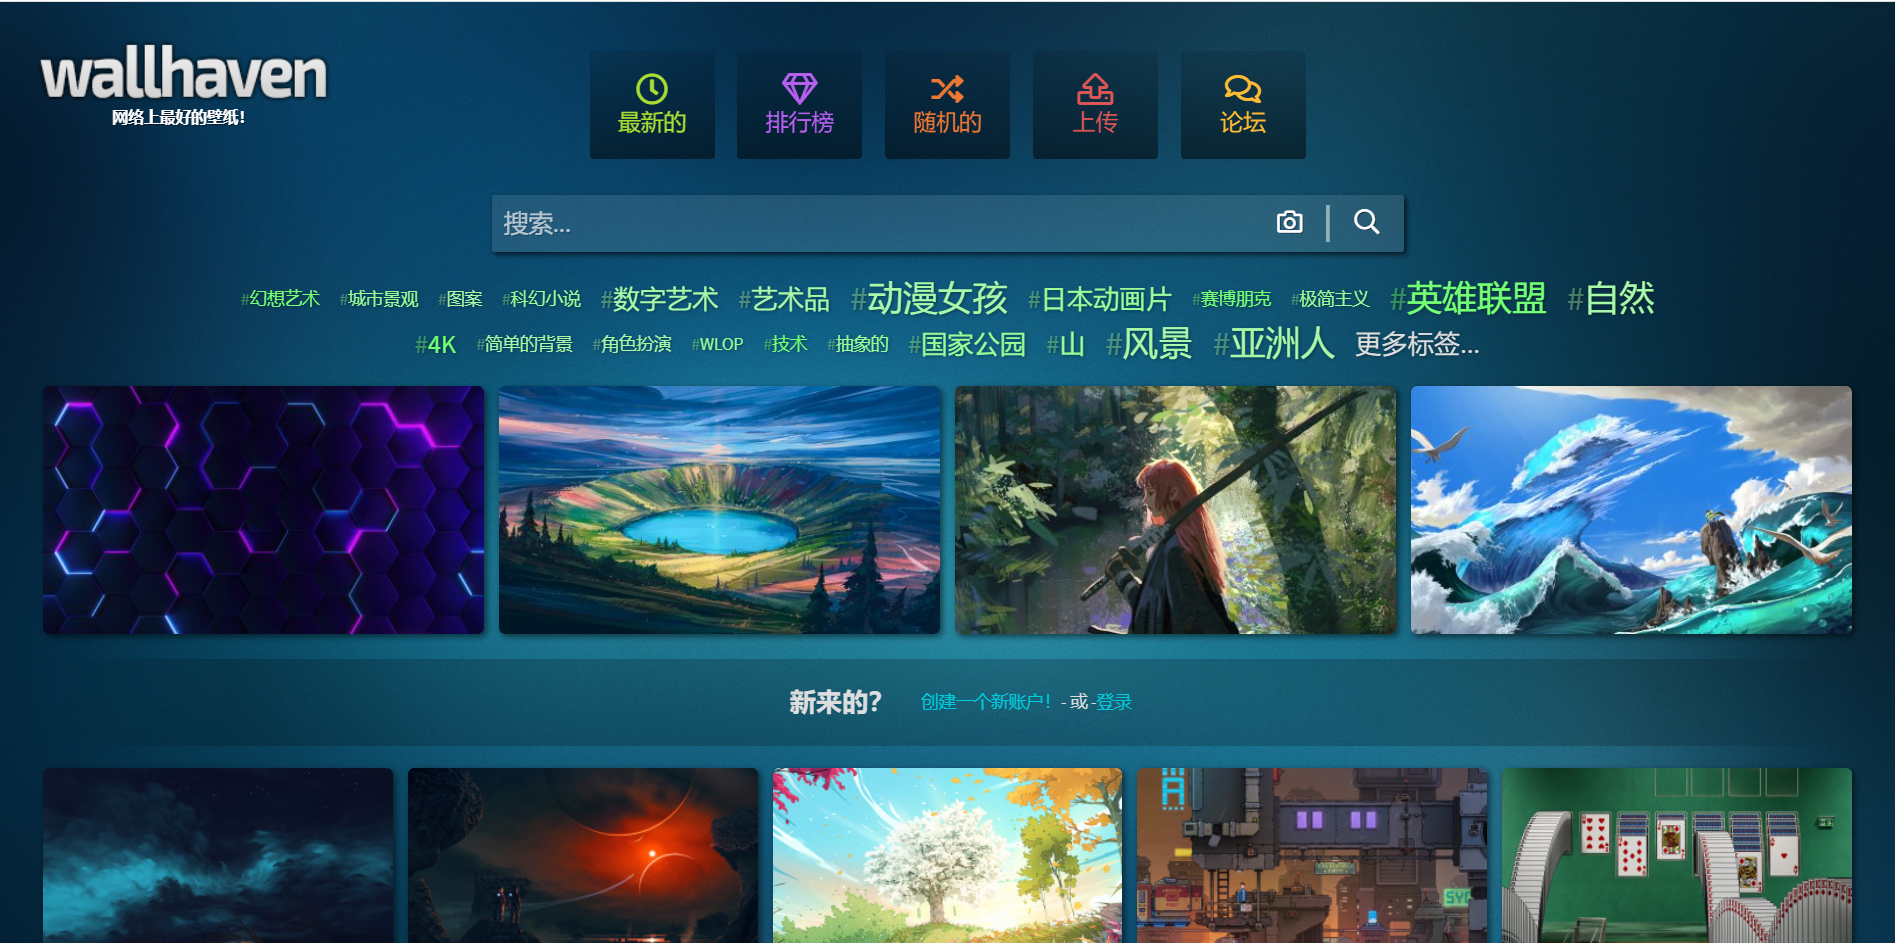 wallhaven
网络上最好的壁纸!
最新的 排行榜 随机的 上传 论坛
搜索...
#幻想艺术 #城市景观 #图案 #科幻小说 #数字艺术 #艺术品 #动漫女孩 #日本动画片 #赛博朋克 #极简主义 #英雄联盟 #自然
#4K #简单的背景 #角色扮演 #WLOP #技术 #抽象的 #国家公园 #山 #风景 #亚洲人 更多标签...
新来的? 创建一个新账户! - 或 -登录